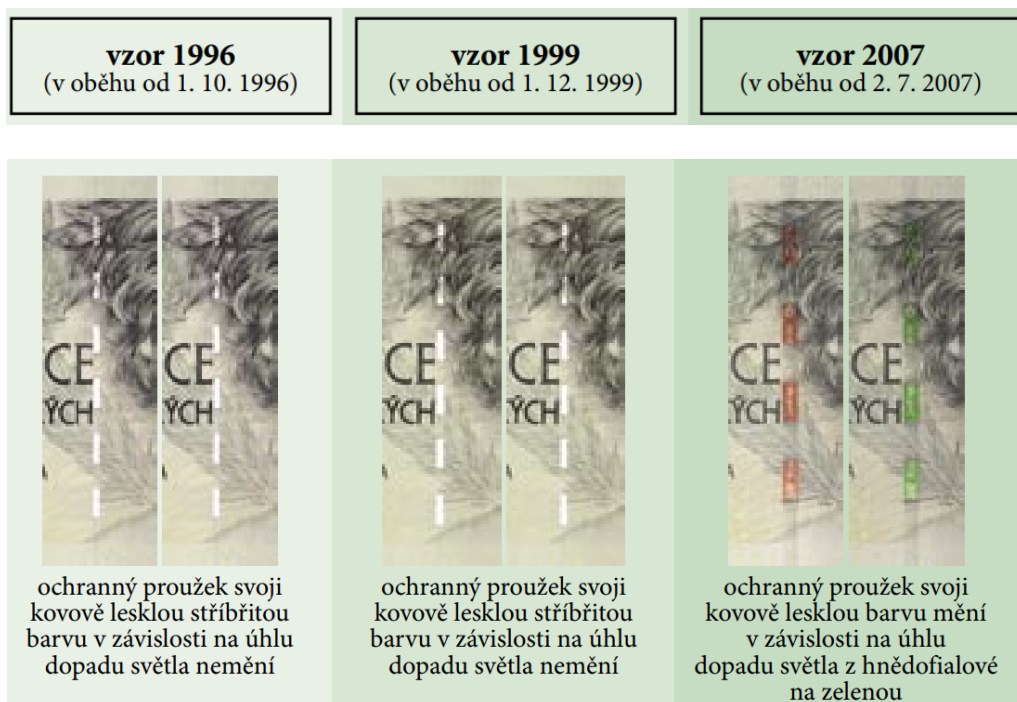 vzor 1996
(v oběhu od 1. 10. 1996)
vzor 1999
(v oběhu od 1. 12. 1999)
vzor 2007
(v oběhu od 2. 7. 2007)
CE
ÝCH
CE
ÝCH
CE
ÝCH
CE
ÝCH
CE
ÝCH
CE
ÝCH
ochranný proužek svoji
kovově lesklou stříbřitou
barvu v závislosti na úhlu
dopadu světla nemění
ochranný proužek svoji
kovově lesklou stříbřitou
barvu v závislosti na úhlu
dopadu světla nemění
ochranný proužek svoji
kovově lesklou barvu mění
v závislosti na úhlu
dopadu světla z hnědofialové
na zelenou